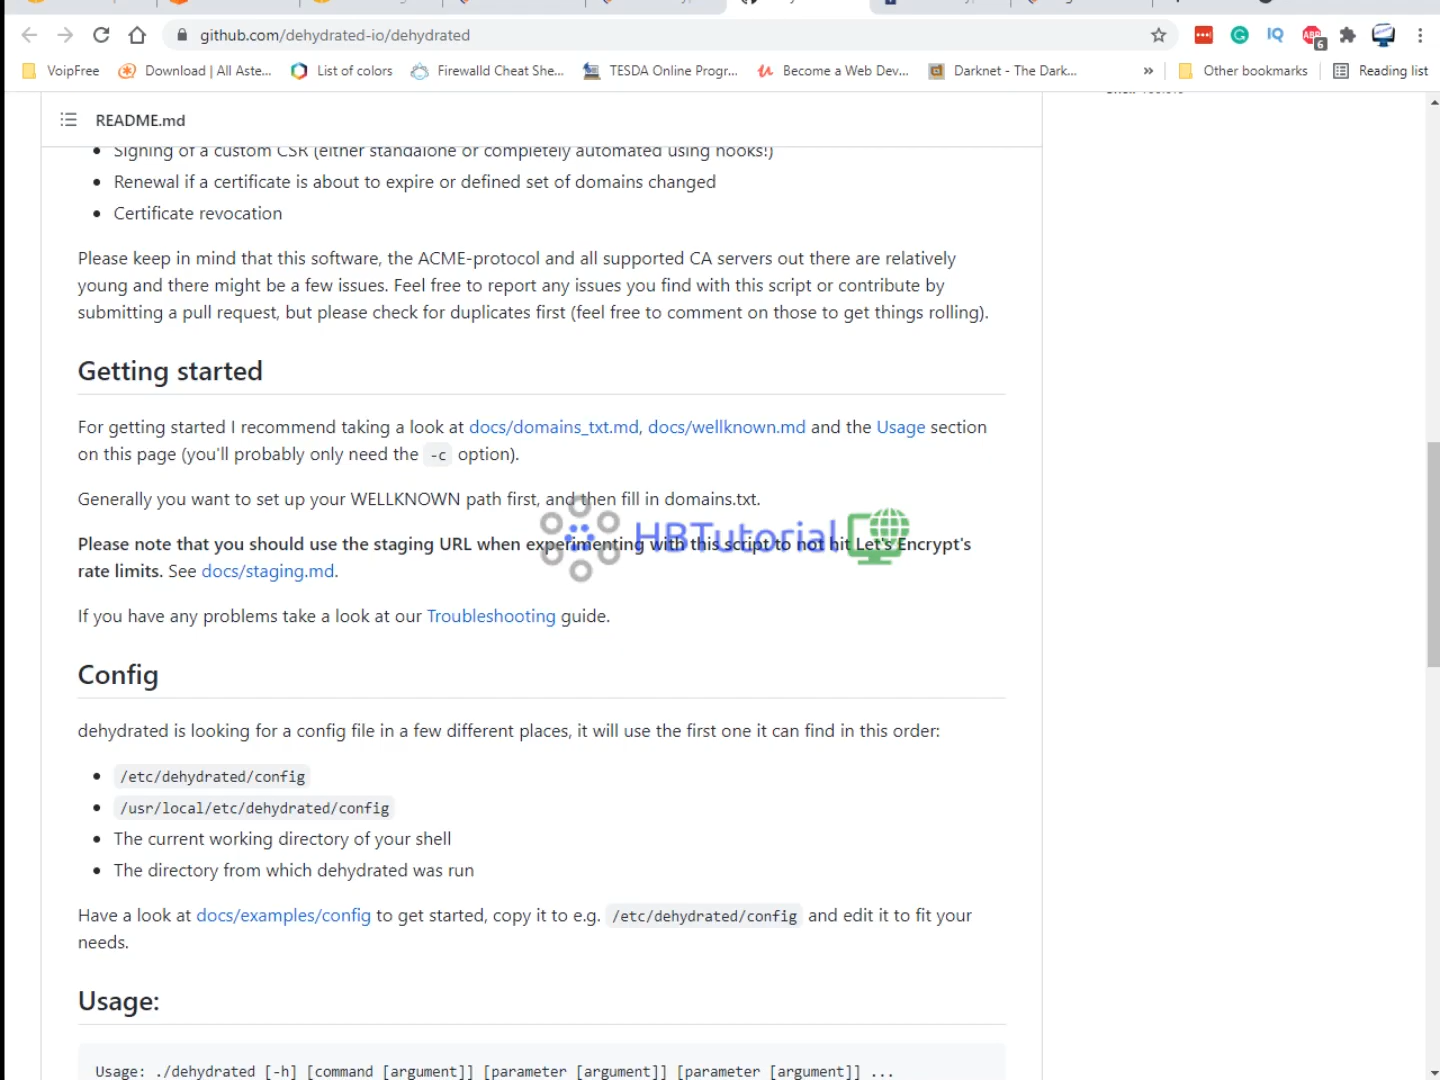 github.com/dehydrated-io/dehydrated
6
VoipFree
Download | All Aste...
List of colors
Firewalld Cheat She...
TESDA Online Progr...
Become a Web Dev...
Darknet - The Dark...
»
Other bookmarks
Reading list
README.md
• Signing of a custom CSR (either standalone or completely automated using hooks!)
• Renewal if a certificate is about to expire or defined set of domains changed
• Certificate revocation
Please keep in mind that this software, the ACME-protocol and all supported CA servers out there are relatively
young and there might be a few issues. Feel free to report any issues you find with this script or contribute by
submitting a pull request, but please check for duplicates first (feel free to comment on those to get things rolling).
Getting started
For getting started I recommend taking a look at docs/domains_txt.md, docs/wellknown.md and the Usage section
on this page (you'll probably only need the -c option).
Generally you want to set up your WELLKNOWN path first, and then fill in domains.txt.
HBTutorial
Please note that you should use the staging URL when experimenting with this script to not hit Let's Encrypt's
rate limits. See docs/staging.md.
If you have any problems take a look at our Troubleshooting guide.
Config
dehydrated is looking for a config file in a few different places, it will use the first one it can find in this order:
• /etc/dehydrated/config
• /usr/local/etc/dehydrated/config
• The current working directory of your shell
• The directory from which dehydrated was run
Have a look at docs/examples/config to get started, copy it to e.g. /etc/dehydrated/config and edit it to fit your
needs.
Usage:
Usage: ./dehydrated [-h] [command [argument]] [parameter [argument]] [parameter [argument]] ...